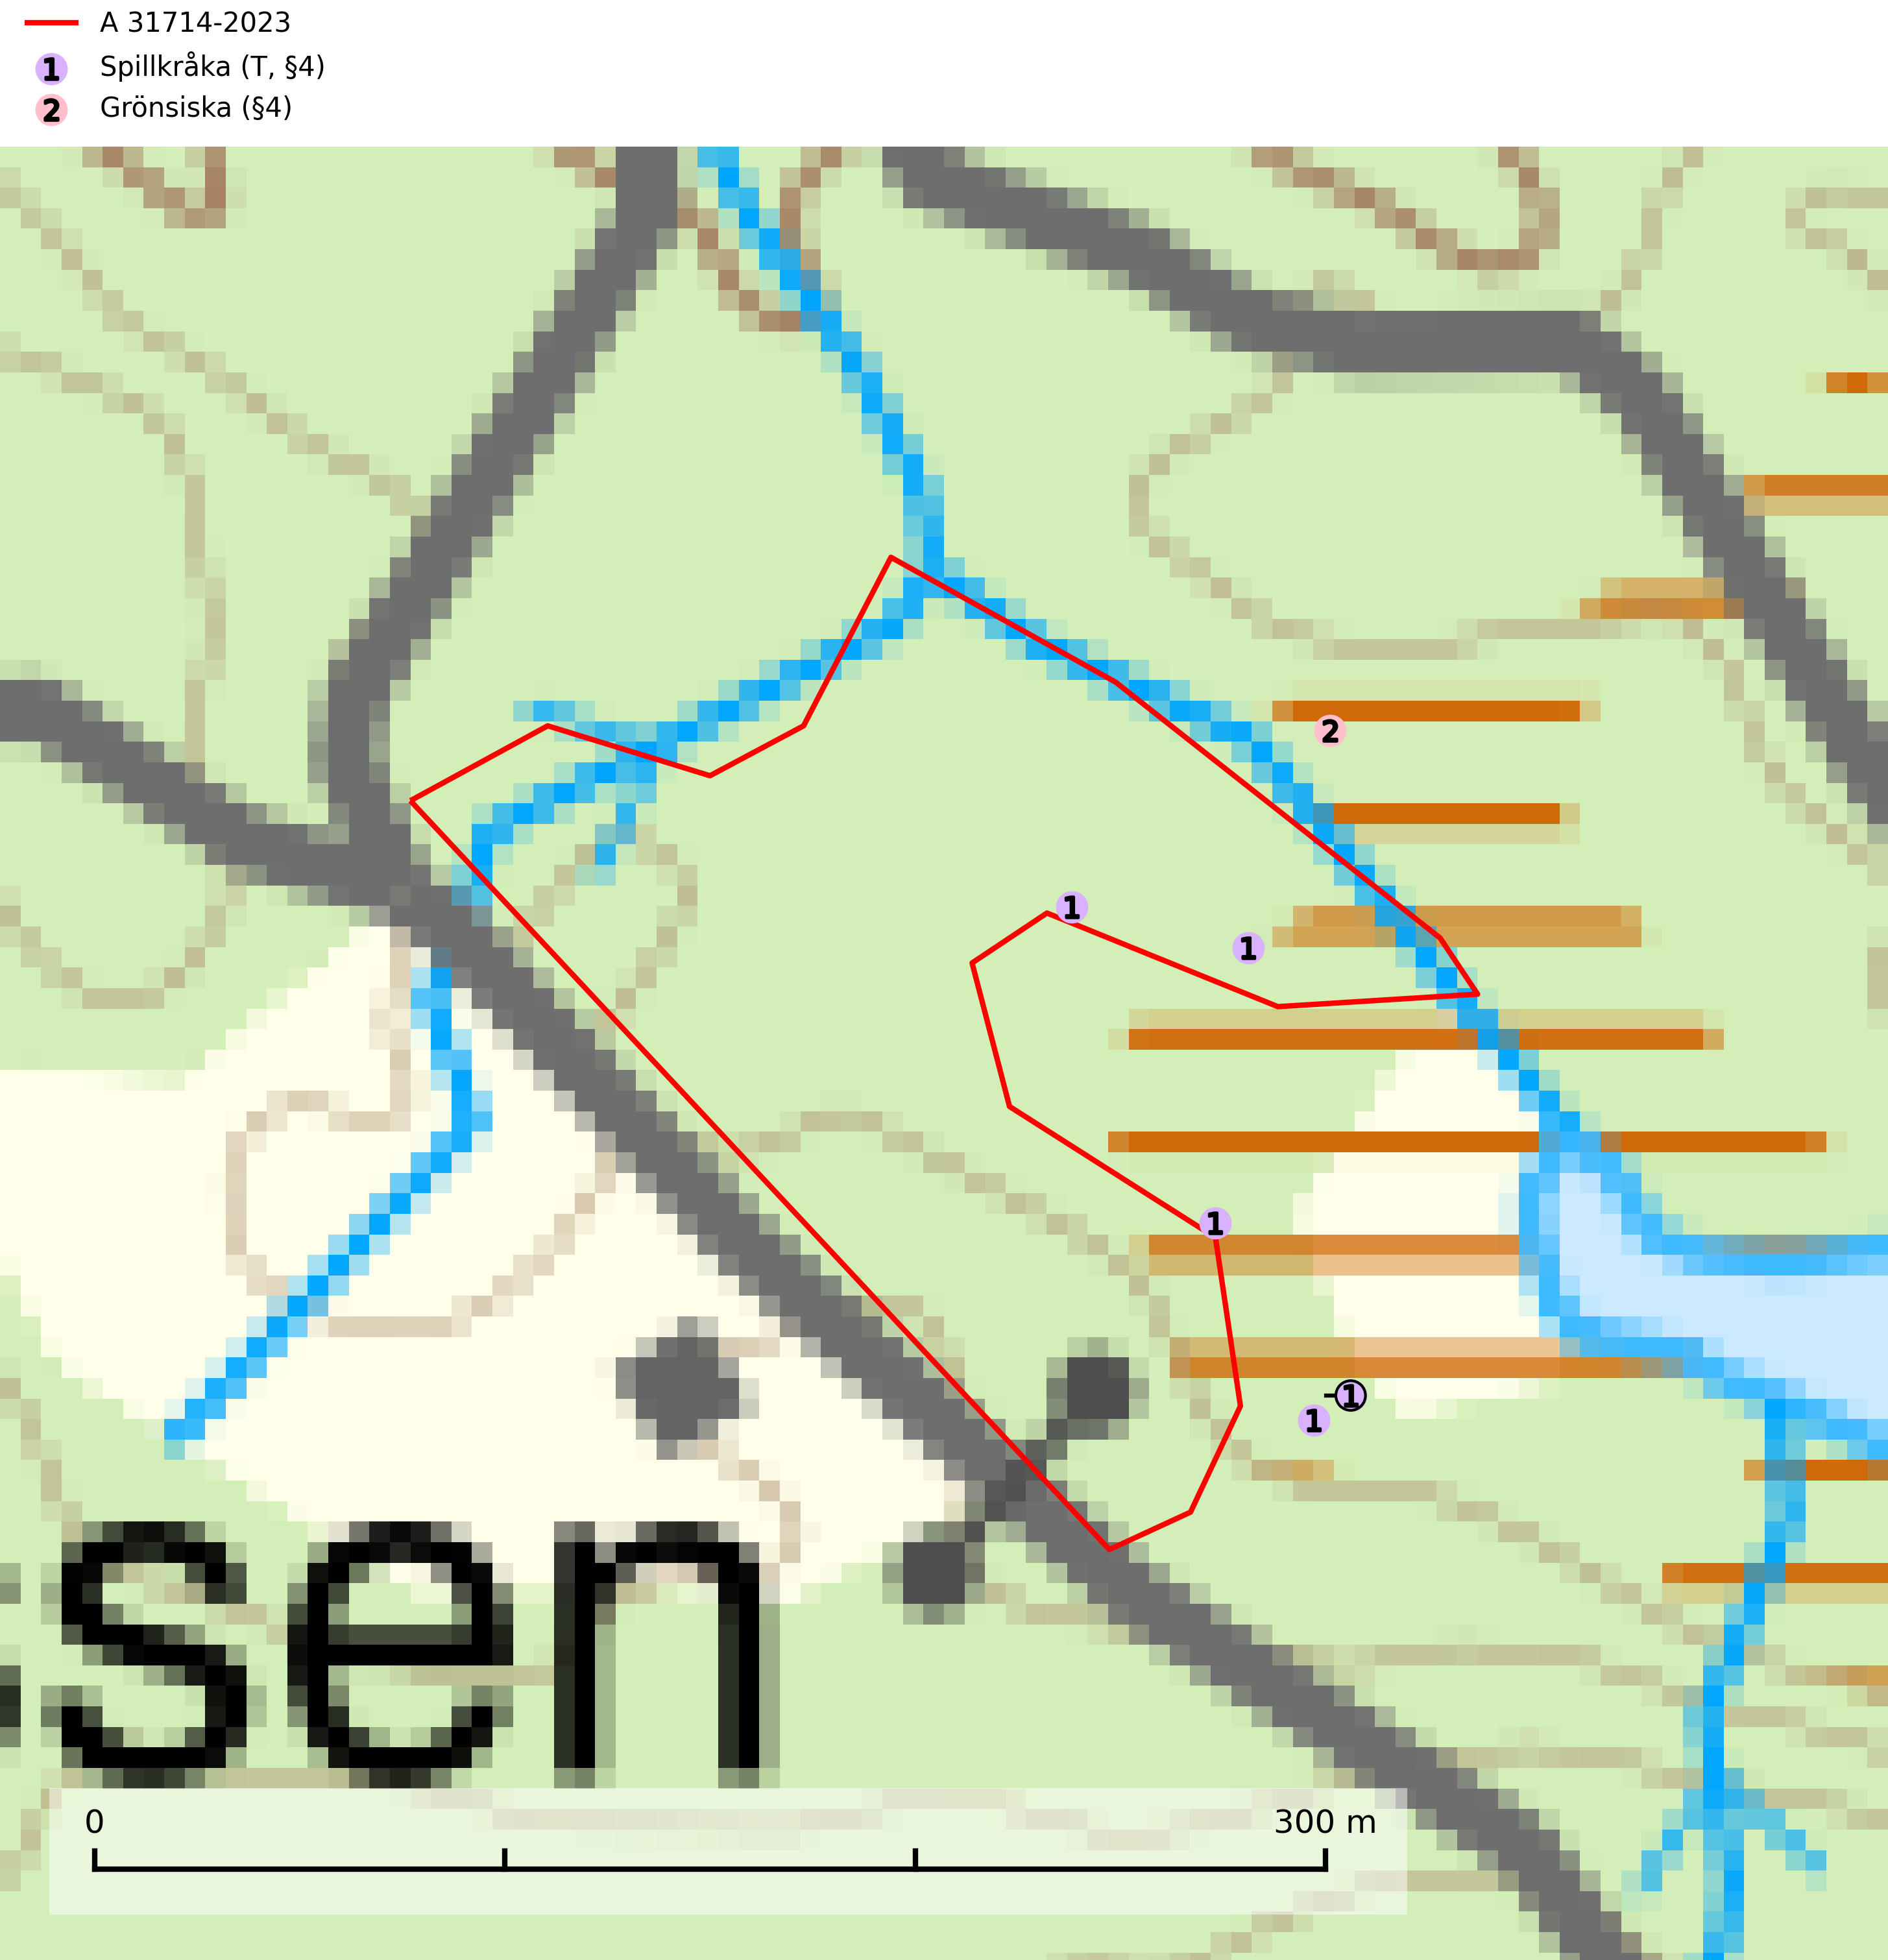 A 31714-2023
1 Spillkråka (T, §4)
2 Grönsiska (§4)
2
1
1
1
1
1
sen
0 300 m